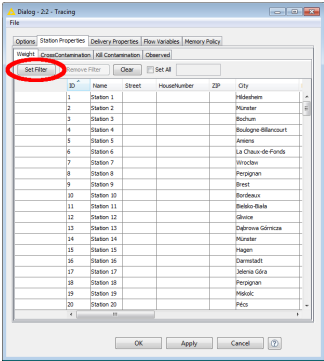 Dialog - 2:2 - Tracing
File
Options Station Properties Delivery Properties Flow Variables Memory Policy
Weight CrossContamination Kill Contamination Observed
Set Filter Remove Filter Clear Set All
ID Name Street HouseNumber ZIP City
1 Station 1 Hildesheim
2 Station 2 Münster
3 Station 3 Bochum
4 Station 4 Boulogne-Billancourt
5 Station 5 Amiens
6 Station 6 La Chaux-de-Fonds
7 Station 7 Wrocław
8 Station 8 Perpignan
9 Station 9 Brest
10 Station 10 Bordeaux
11 Station 11 Bielsko-Biała
12 Station 12 Gliwice
13 Station 13 Dąbrowa Górnicza
14 Station 14 Münster
15 Station 15 Hagen
16 Station 16 Darmstadt
17 Station 17 Jelenia Góra
18 Station 18 Perpignan
19 Station 19 Miskolc
20 Station 20 Pécs
OK Apply Cancel ?